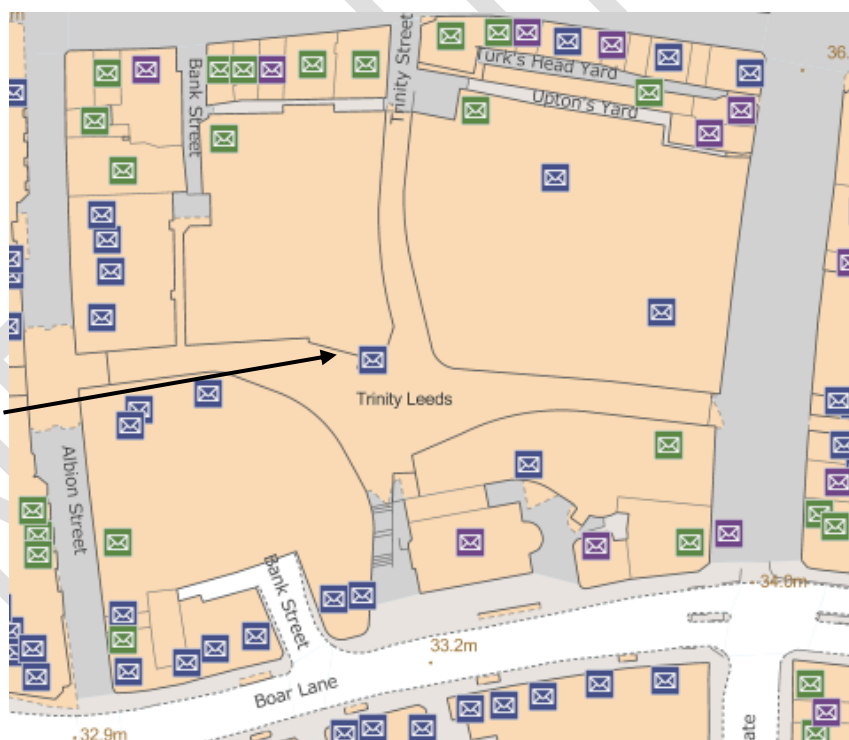 Trinity Street
Turk's Head Yard
36.
Bank Street
Upton's Yard
Trinity Leeds
Albion Street
Bank Street
34.0m
33.2m
Boar Lane
ate
32.9m